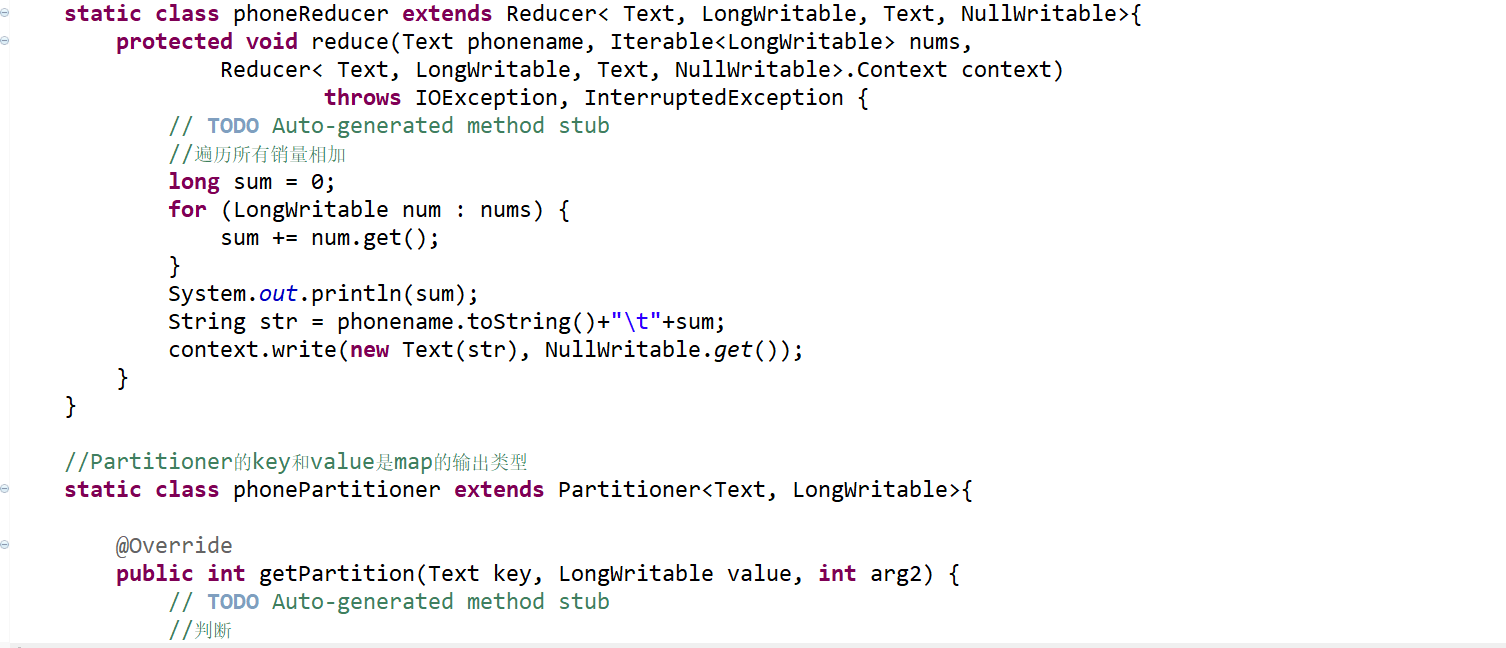 static class phoneReducer extends Reducer< Text, LongWritable, Text, NullWritable>{
protected void reduce(Text phonename, Iterable<LongWritable> nums,
Reducer< Text, LongWritable, Text, NullWritable>.Context context)
throws IOException, InterruptedException {
// TODO Auto-generated method stub
//遍历所有销量相加
long sum = 0;
for (LongWritable num : nums) {
sum += num.get();
}
System.out.println(sum);
String str = phonename.toString()+"\t"+sum;
context.write(new Text(str), NullWritable.get());
}
}
//Partitioner的key和value是map的输出类型
static class phonePartitioner extends Partitioner<Text, LongWritable>{
@Override
public int getPartition(Text key, LongWritable value, int arg2) {
// TODO Auto-generated method stub
//判断